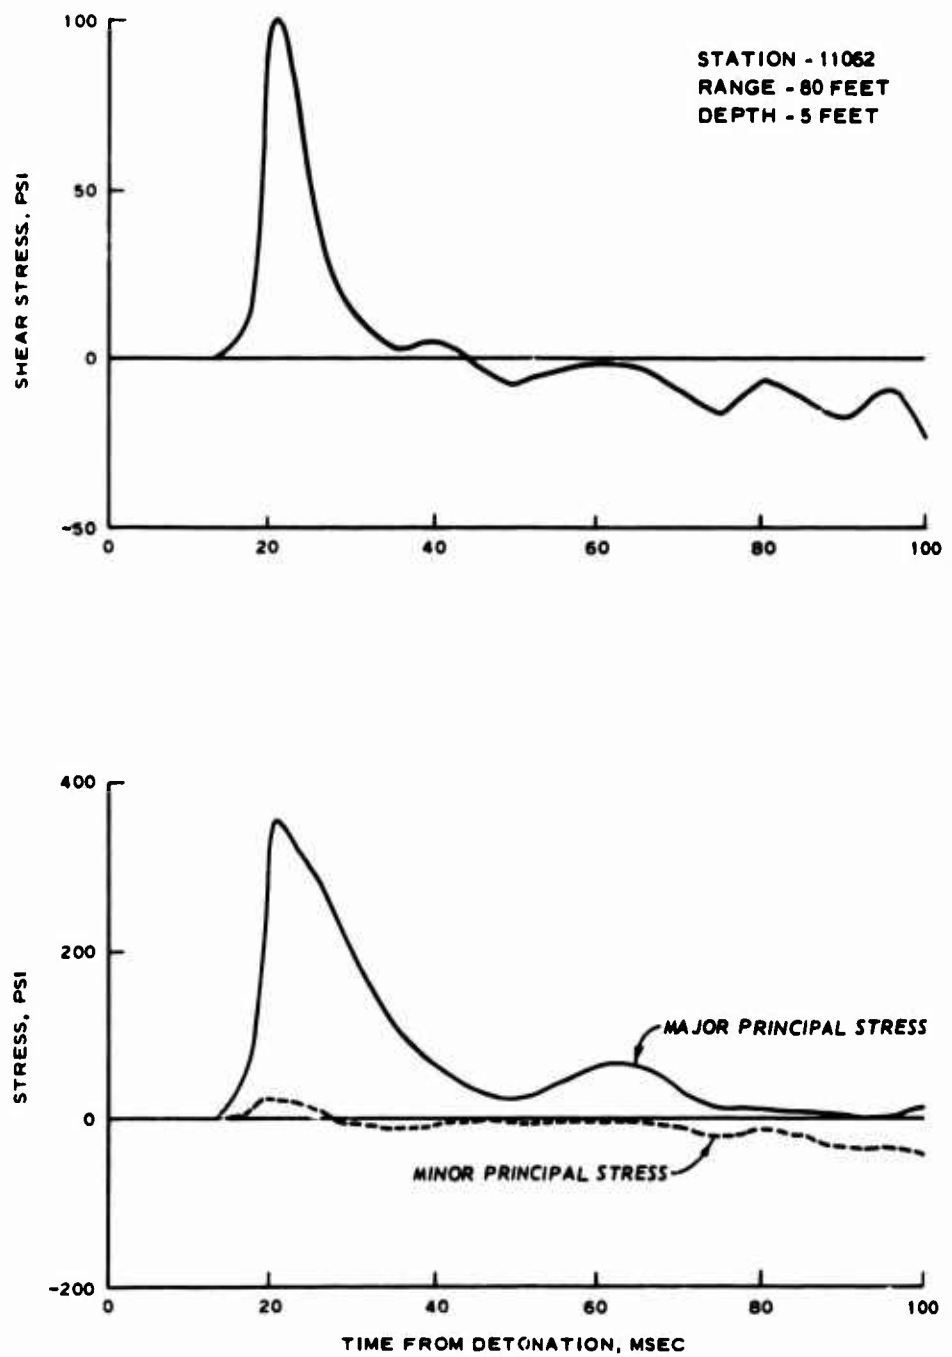 100
STATION - 11062
RANGE - 80 FEET
DEPTH - 5 FEET
50
SHEAR STRESS, PSI
0
-50
0 20 40 60 80 100
400
200
STRESS, PSI
MAJOR PRINCIPAL STRESS
0
MINOR PRINCIPAL STRESS
-200
0 20 40 60 80 100
TIME FROM DETONATION, MSEC